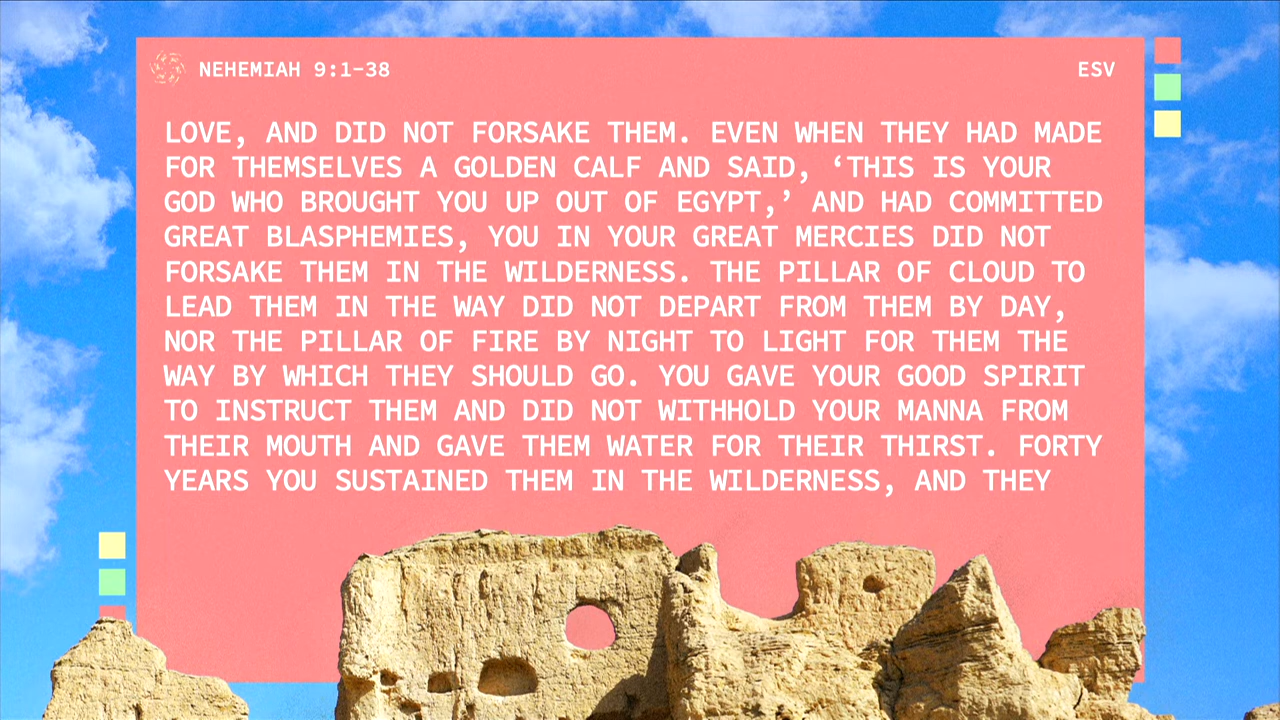 NEHEMIAH 9:1–38
ESV
LOVE, AND DID NOT FORSAKE THEM. EVEN WHEN THEY HAD MADE
FOR THEMSELVES A GOLDEN CALF AND SAID, ‘THIS IS YOUR
GOD WHO BROUGHT YOU UP OUT OF EGYPT,’ AND HAD COMMITTED
GREAT BLASPHEMIES, YOU IN YOUR GREAT MERCIES DID NOT
FORSAKE THEM IN THE WILDERNESS. THE PILLAR OF CLOUD TO
LEAD THEM IN THE WAY DID NOT DEPART FROM THEM BY DAY,
NOR THE PILLAR OF FIRE BY NIGHT TO LIGHT FOR THEM THE
WAY BY WHICH THEY SHOULD GO. YOU GAVE YOUR GOOD SPIRIT
TO INSTRUCT THEM AND DID NOT WITHHOLD YOUR MANNA FROM
THEIR MOUTH AND GAVE THEM WATER FOR THEIR THIRST. FORTY
YEARS YOU SUSTAINED THEM IN THE WILDERNESS, AND THEY